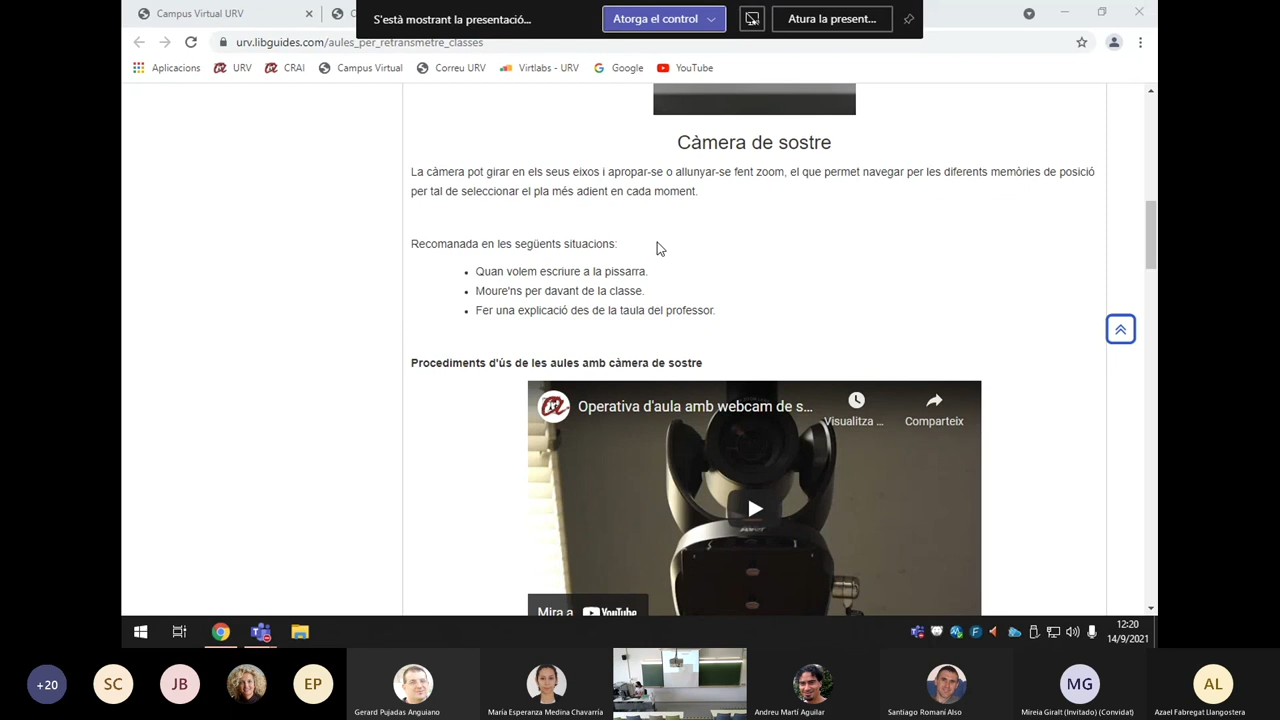 Campus Virtual URV
S'està mostrant la presentació...
Atorga el control
Atura la present...
urv.libguides.com/aules_per_retransmetre_classes
Aplicacions
URV
CRAI
Campus Virtual
Correu URV
Virtlabs - URV
Google
YouTube
Càmera de sostre
La càmera pot girar en els seus eixos i apropar-se o allunyar-se fent zoom, el que permet navegar per les diferents memòries de posició
per tal de seleccionar el pla més adient en cada moment.
Recomanada en les següents situacions:
Quan volem escriure a la pissarra.
Moure'ns per davant de la classe.
Fer una explicació des de la taula del professor.
Procediments d'ús de les aules amb càmera de sostre
Operativa d'aula amb webcam de s...
Visualitza ...
Comparteix
AVer
Mira a
YouTube
12:20
14/9/2021
+20
SC
JB
EP
MG
AL
Gerard Pujadas Anguiano
María Esperanza Medina Chavarría
Andreu Martí Aguilar
Santiago Romaní Also
Mireia Giralt (Invitado) (Convidat)
Azael Fabregat Llangostera